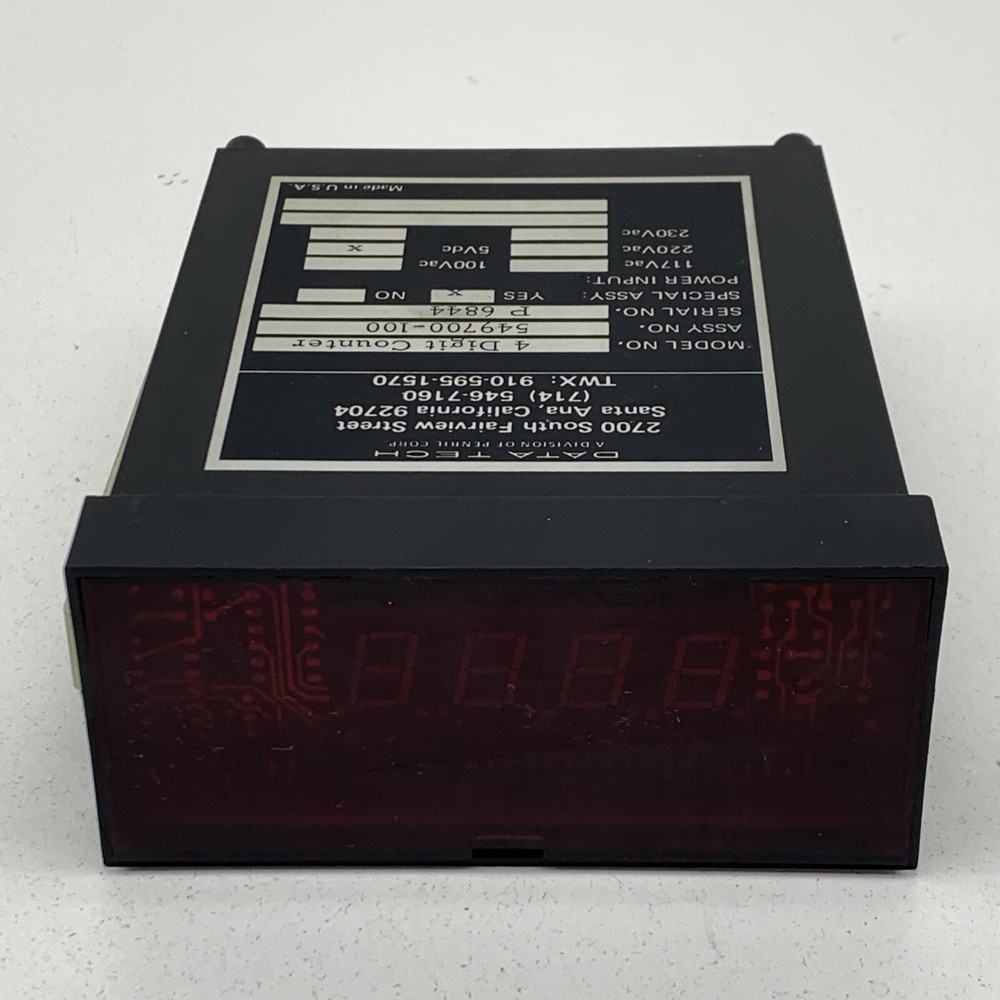 DATA TECH
A DIVISION OF PENRIL CORP.
2700 South Fairview Street
Santa Ana, California 92704
(714) 546-7160
TWX: 910-595-1570
MODEL NO. 4 Digit Counter
ASSY NO. 549700-100
SERIAL NO. P 6844
SPECIAL ASSY: YES x NO
POWER INPUT:
117Vac 100Vac
220Vac 5Vdc x
230Vac
Made in U.S.A.